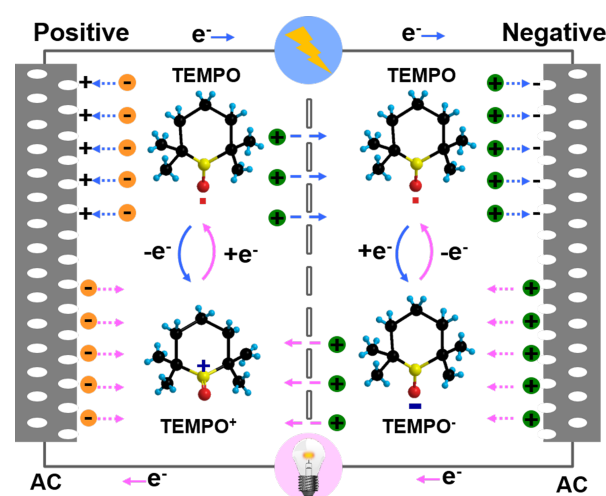 Positive
e-
e-
Negative
TEMPO
TEMPO
-e-
+e-
+e-
-e-
TEMPO+
TEMPO-
AC
e-
e-
AC